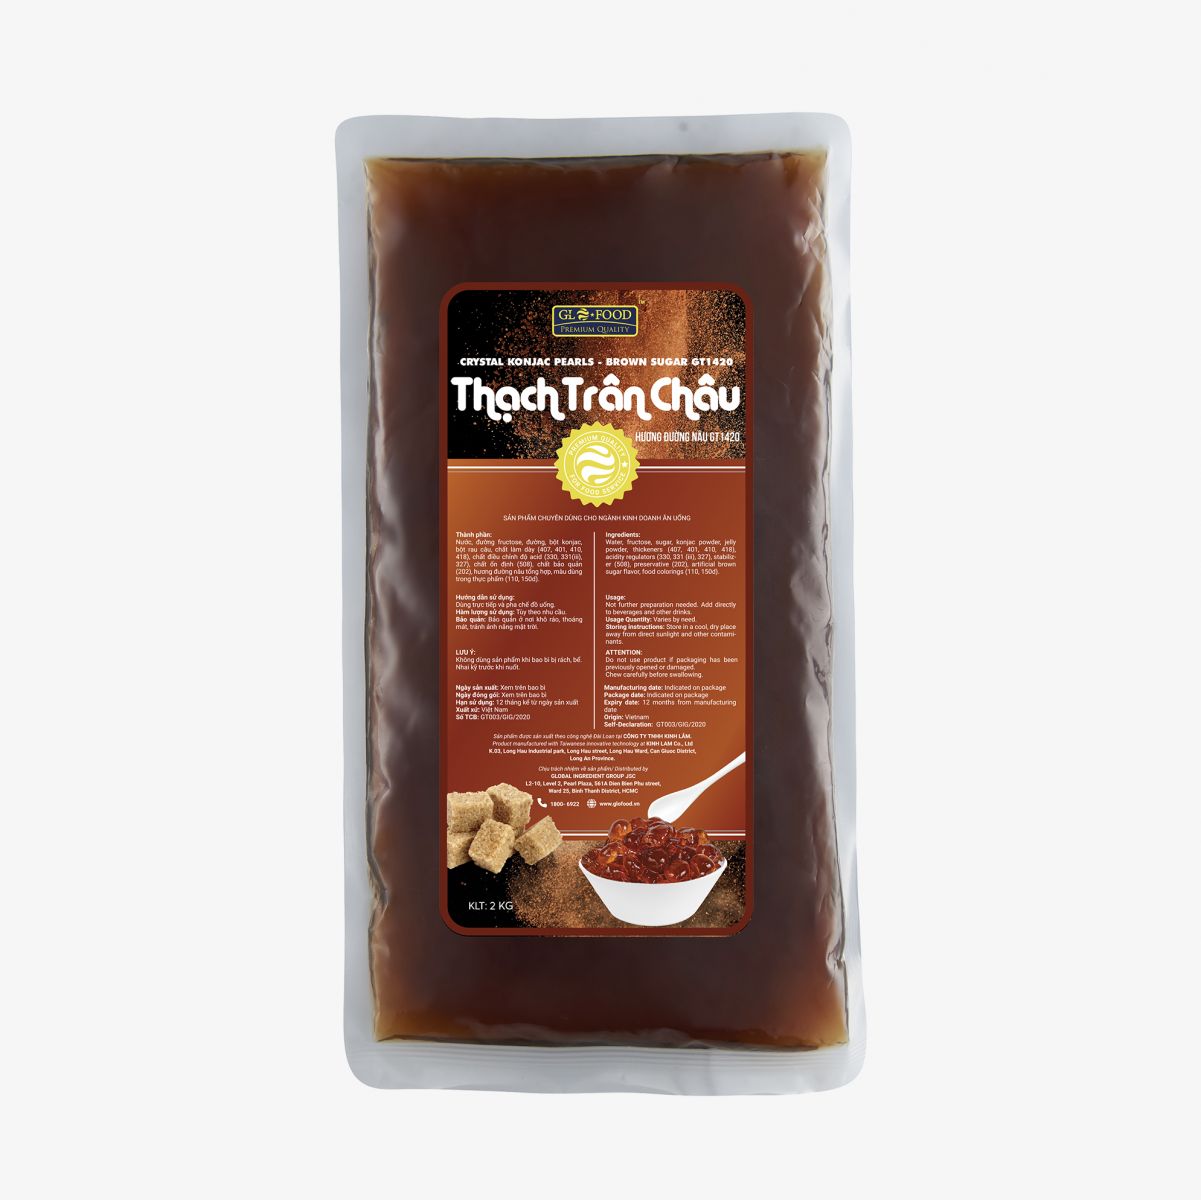 GL FOOD
PREMIUM QUALITY
TM
CRYSTAL KONJAC PEARLS - BROWN SUGAR GT1420
Thạch Trân Châu
HƯƠNG ĐƯỜNG NÂU GT1420
PREMIUM QUALITY
FOR FOOD SERVICE
SẢN PHẨM CHUYÊN DÙNG CHO NGÀNH KINH DOANH ĂN UỐNG
Thành phần:
Nước, đường fructose, đường, bột konjac,
bột rau câu, chất làm dày (407, 401, 410,
418), chất điều chỉnh độ acid (330, 331(iii),
327), chất ổn định (508), chất bảo quản
(202), hương đường nâu tổng hợp, màu dùng
trong thực phẩm (110, 150d).
Hướng dẫn sử dụng:
Dùng trực tiếp và pha chế đồ uống.
Hàm lượng sử dụng: Tùy theo nhu cầu.
Bảo quản: Bảo quản ở nơi khô ráo, thoáng
mát, tránh ánh nắng mặt trời.
LƯU Ý:
Không dùng sản phẩm khi bao bì bị rách, bể.
Nhai kỹ trước khi nuốt.
Ngày sản xuất: Xem trên bao bì
Ngày đóng gói: Xem trên bao bì
Hạn sử dụng: 12 tháng kể từ ngày sản xuất
Xuất xứ: Việt Nam
Số TCB: GT003/GIG/2020
Ingredients:
Water, fructose, sugar, konjac powder, jelly
powder, thickeners (407, 401, 410, 418),
acidity regulators (330, 331 (iii), 327), stabiliz-
er (508), preservative (202), artificial brown
sugar flavor, food colorings (110, 150d).
Usage:
Not further preparation needed. Add directly
to beverages and other drinks.
Usage Quantity: Varies by need.
Storing instructions: Store in a cool, dry place
away from direct sunlight and other contami-
nants.
ATTENTION:
Do not use product if packaging has been
previously opened or damaged.
Chew carefully before swallowing.
Manufacturing date: Indicated on package
Package date: Indicated on package
Expiry date: 12 months from manufacturing
date
Origin: Vietnam
Self-Declaration: GT003/GIG/2020
Sản phẩm được sản xuất theo công nghệ Đài Loan tại CÔNG TY TNHH KINH LÂM.
Product manufactured with Taiwanese innovative technology at KINH LAM Co., Ltd
K.03, Long Hau Industrial park, Long Hau street, Long Hau Ward, Can Giuoc District,
Long An Province.
Chịu trách nhiệm về sản phẩm/ Distributed by
GLOBAL INGREDIENT GROUP JSC
L2-10, Level 2, Pearl Plaza, 561A Dien Bien Phu street,
Ward 25, Binh Thanh District, HCMC
1800- 6922 www.glofood.vn
KLT: 2 KG